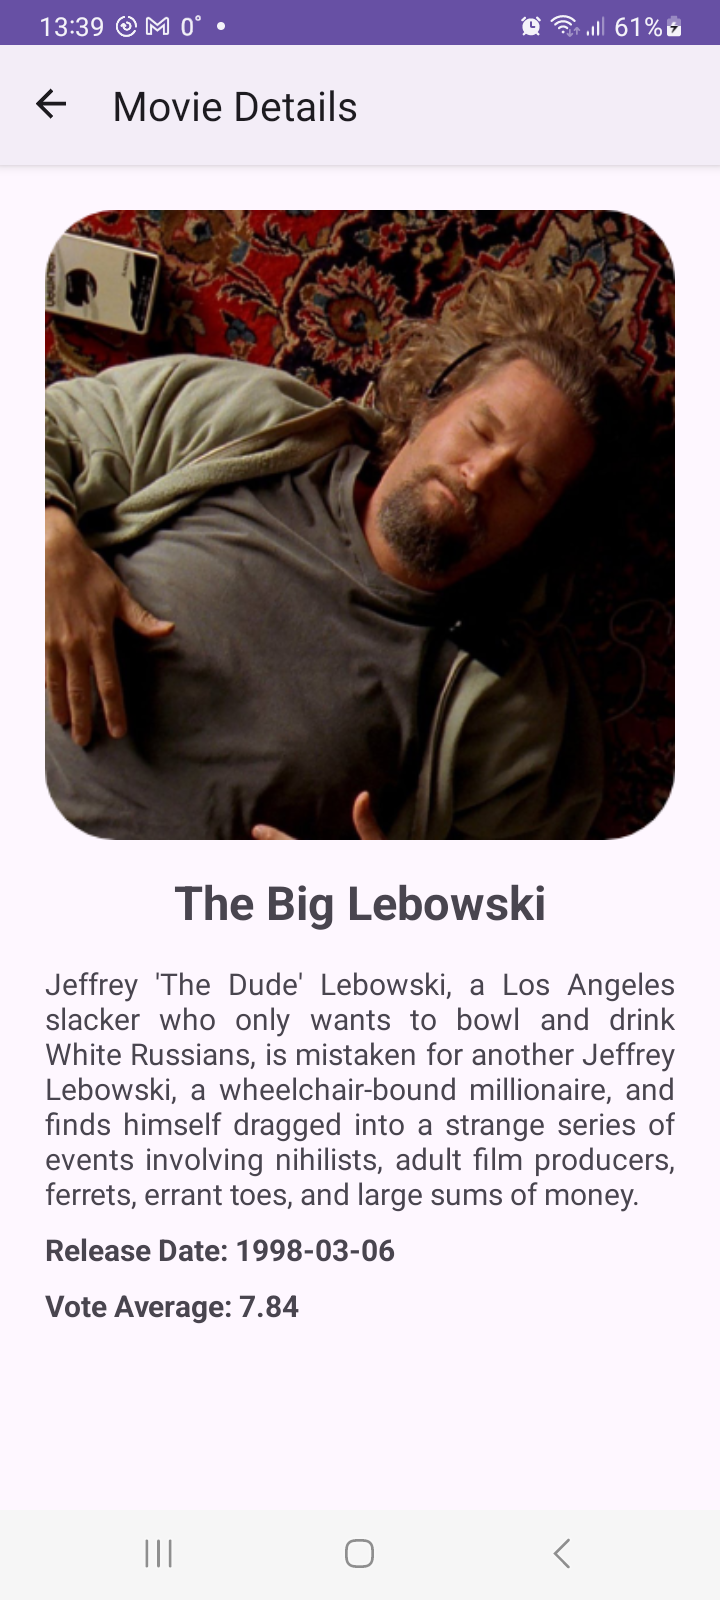 13:39 0° 61%
Movie Details
The Big Lebowski
Jeffrey 'The Dude' Lebowski, a Los Angeles
slacker who only wants to bowl and drink
White Russians, is mistaken for another Jeffrey
Lebowski, a wheelchair-bound millionaire, and
finds himself dragged into a strange series of
events involving nihilists, adult film producers,
ferrets, errant toes, and large sums of money.
Release Date: 1998-03-06
Vote Average: 7.84